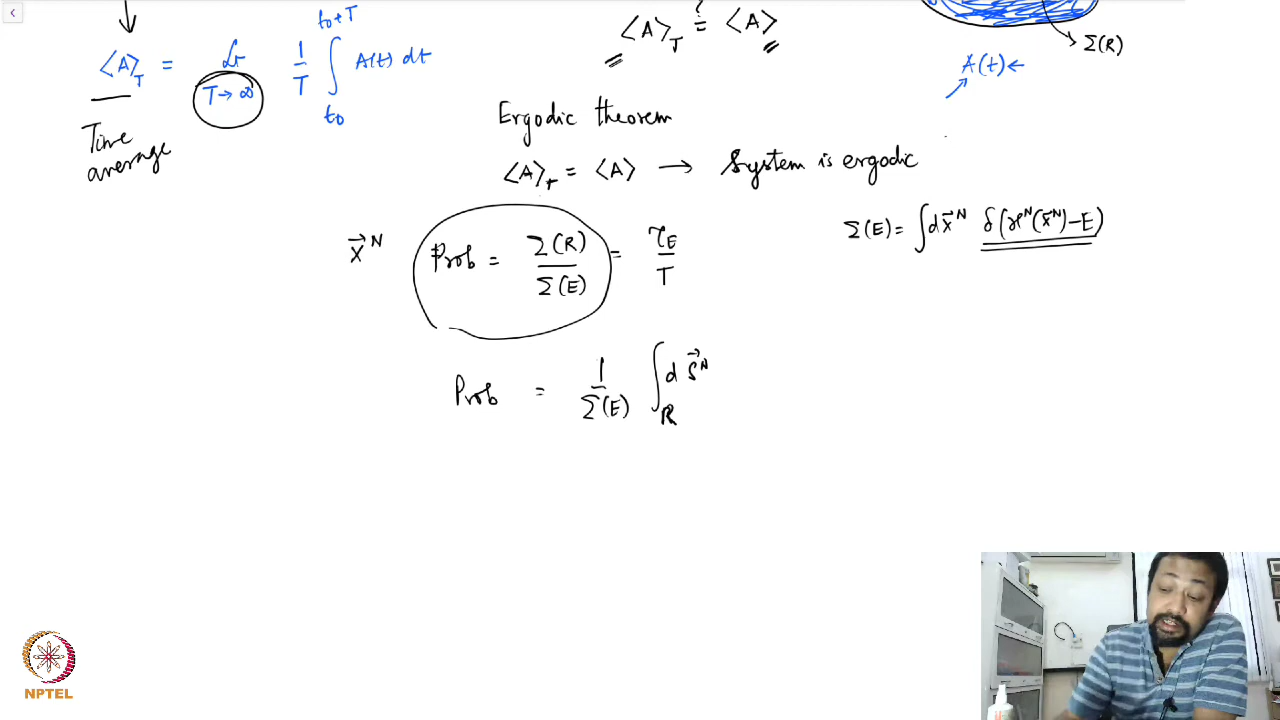 ⟨A⟩_T = Lt_{T→∞} 1/T ∫_{t₀}^{t₀+T} A(t) dt
Time average
⟨A⟩_T ≟ ⟨A⟩
Σ(R)
A(t) ←
Ergodic theorem
⟨A⟩_T = ⟨A⟩ → System is ergodic
Σ(E) = ∫ d x⃗^N δ(ℋ^N(x⃗^N) − E)
x⃗^N
Prob = Σ(R)/Σ(E) = τ_E/T
Prob = 1/Σ(E) ∫_R d S⃗^N
NPTEL